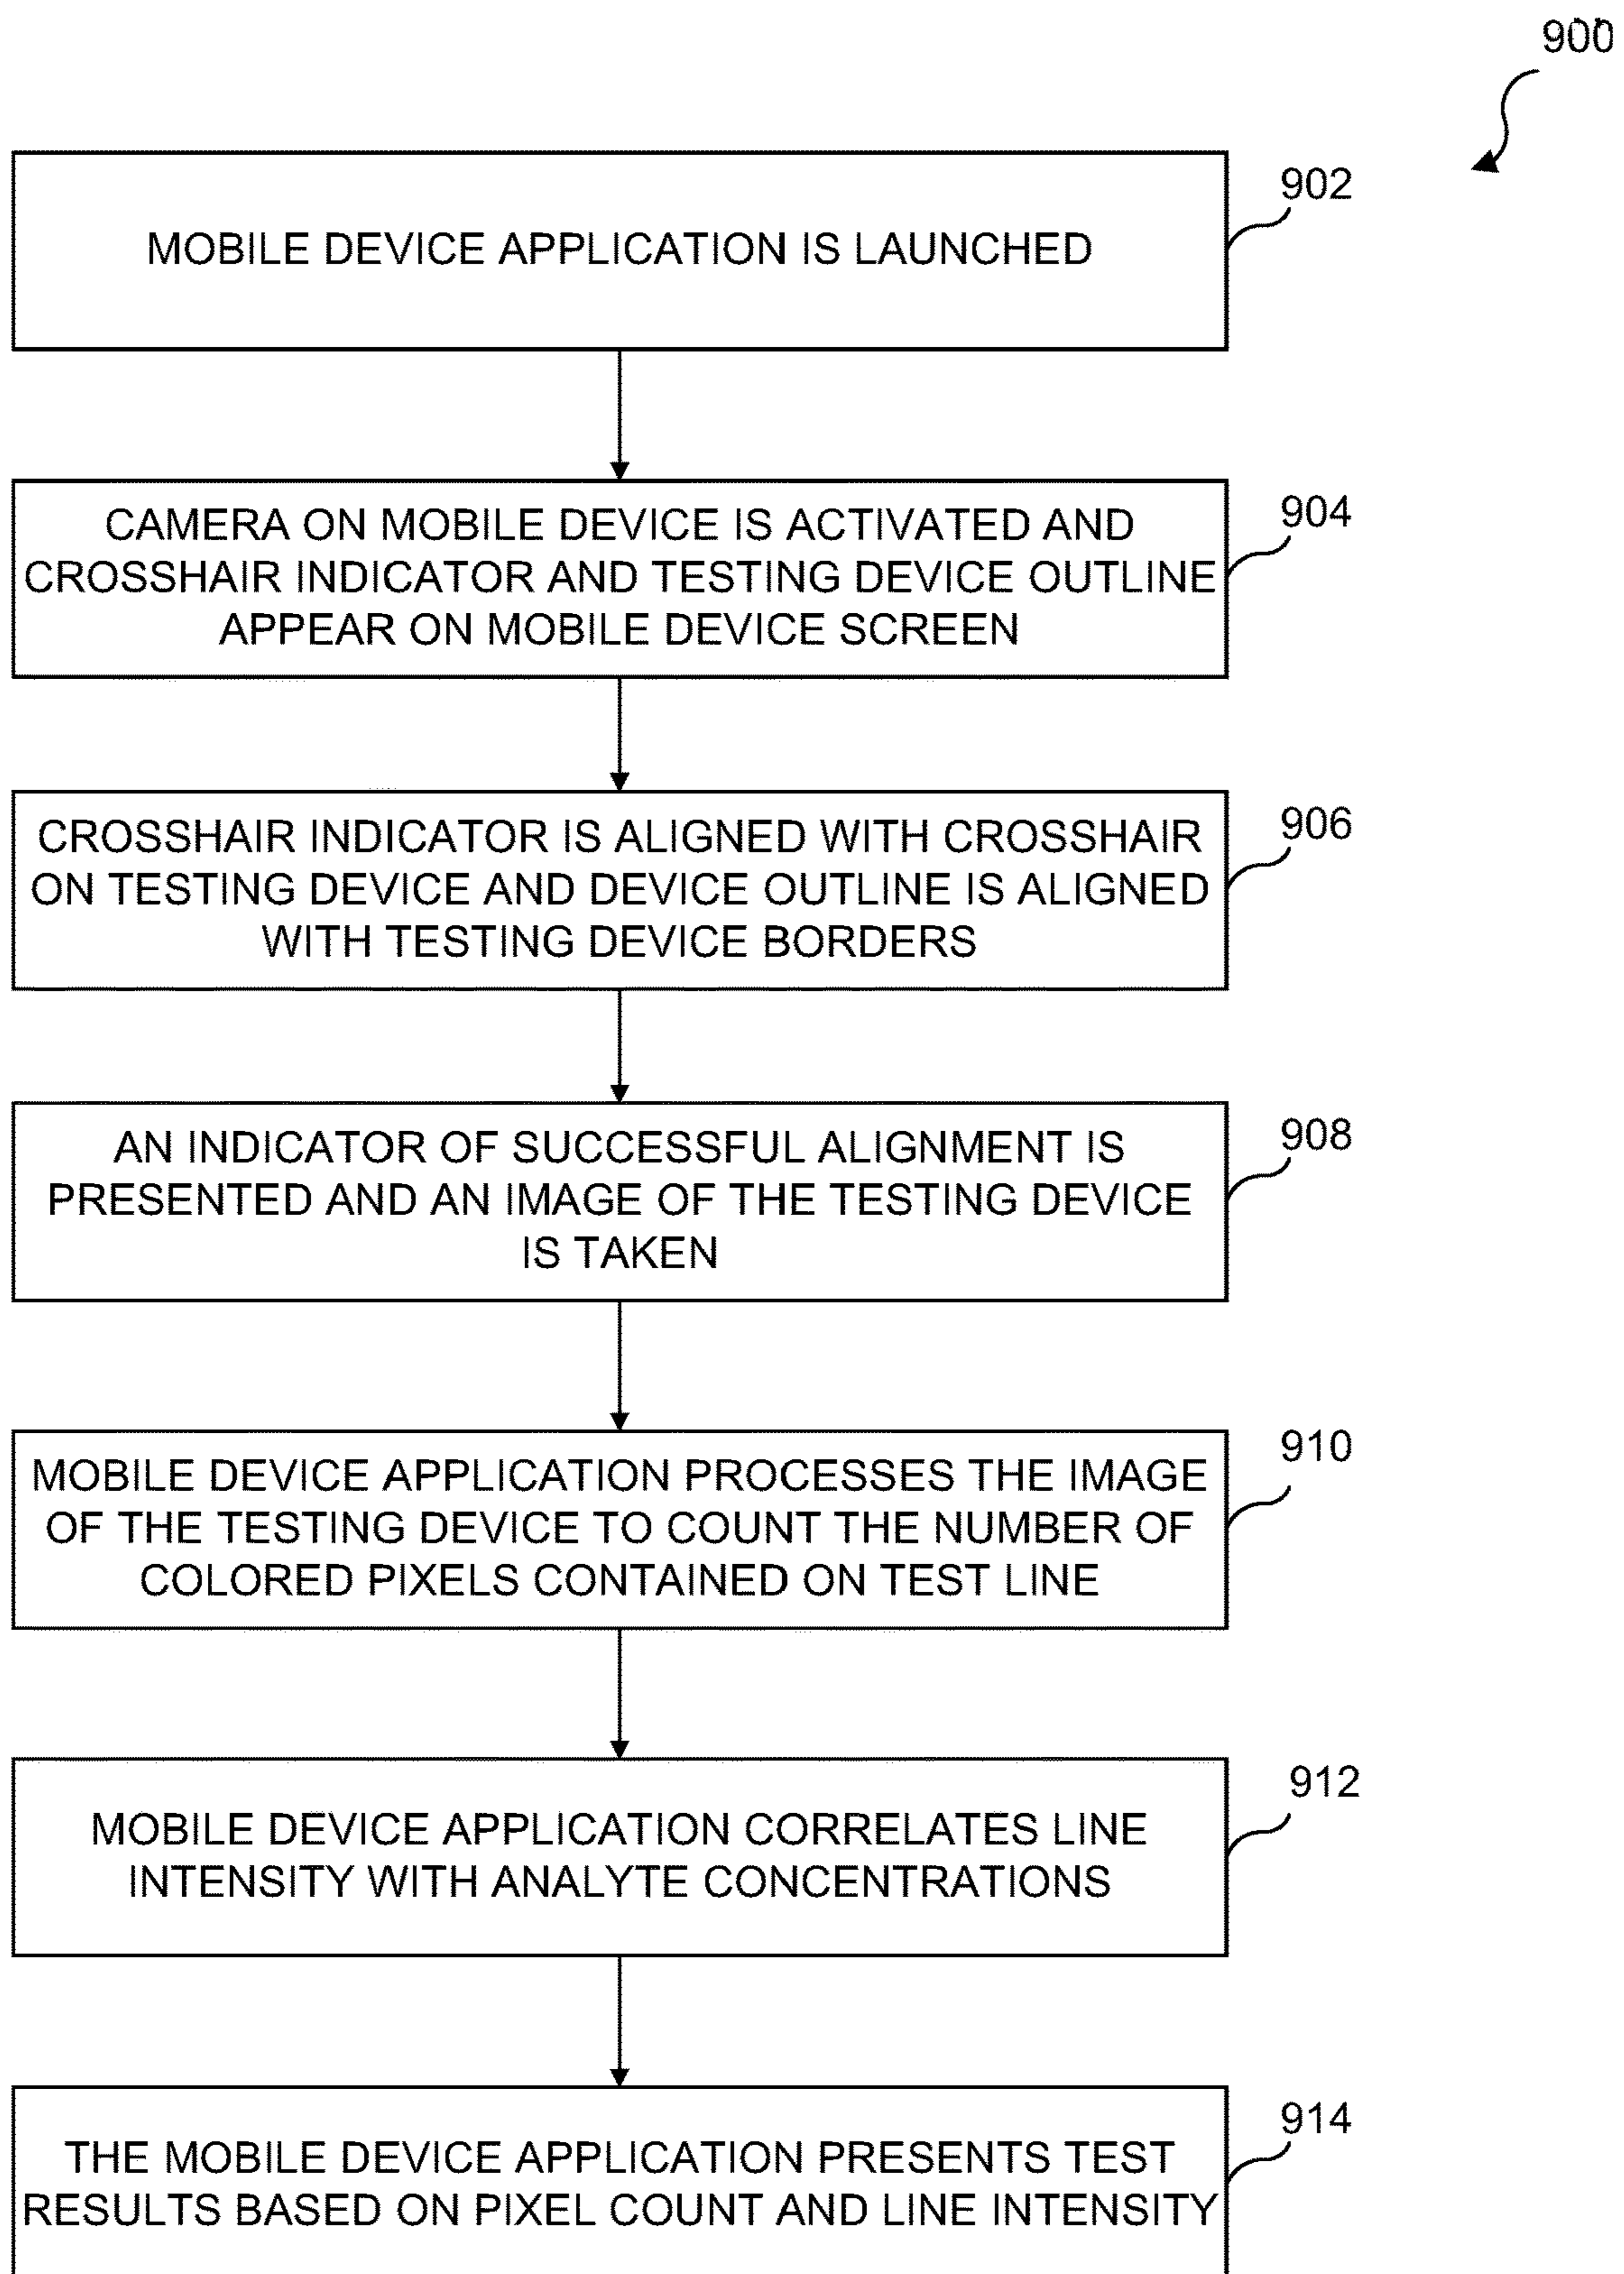 900
MOBILE DEVICE APPLICATION IS LAUNCHED
902
CAMERA ON MOBILE DEVICE IS ACTIVATED AND
CROSSHAIR INDICATOR AND TESTING DEVICE OUTLINE
APPEAR ON MOBILE DEVICE SCREEN
904
CROSSHAIR INDICATOR IS ALIGNED WITH CROSSHAIR
ON TESTING DEVICE AND DEVICE OUTLINE IS ALIGNED
WITH TESTING DEVICE BORDERS
906
AN INDICATOR OF SUCCESSFUL ALIGNMENT IS
PRESENTED AND AN IMAGE OF THE TESTING DEVICE
IS TAKEN
908
MOBILE DEVICE APPLICATION PROCESSES THE IMAGE
OF THE TESTING DEVICE TO COUNT THE NUMBER OF
COLORED PIXELS CONTAINED ON TEST LINE
910
MOBILE DEVICE APPLICATION CORRELATES LINE
INTENSITY WITH ANALYTE CONCENTRATIONS
912
THE MOBILE DEVICE APPLICATION PRESENTS TEST
RESULTS BASED ON PIXEL COUNT AND LINE INTENSITY
914